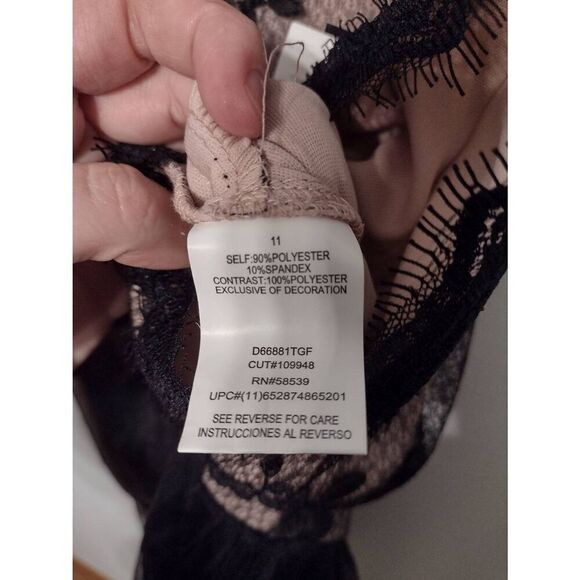 11
SELF:90%POLYESTER
10%SPANDEX
CONTRAST:100%POLYESTER
EXCLUSIVE OF DECORATION
D66881TGF
CUT#109948
RN#58539
UPC#(11)652874865201
SEE REVERSE FOR CARE
INSTRUCCIONES AL REVERSO